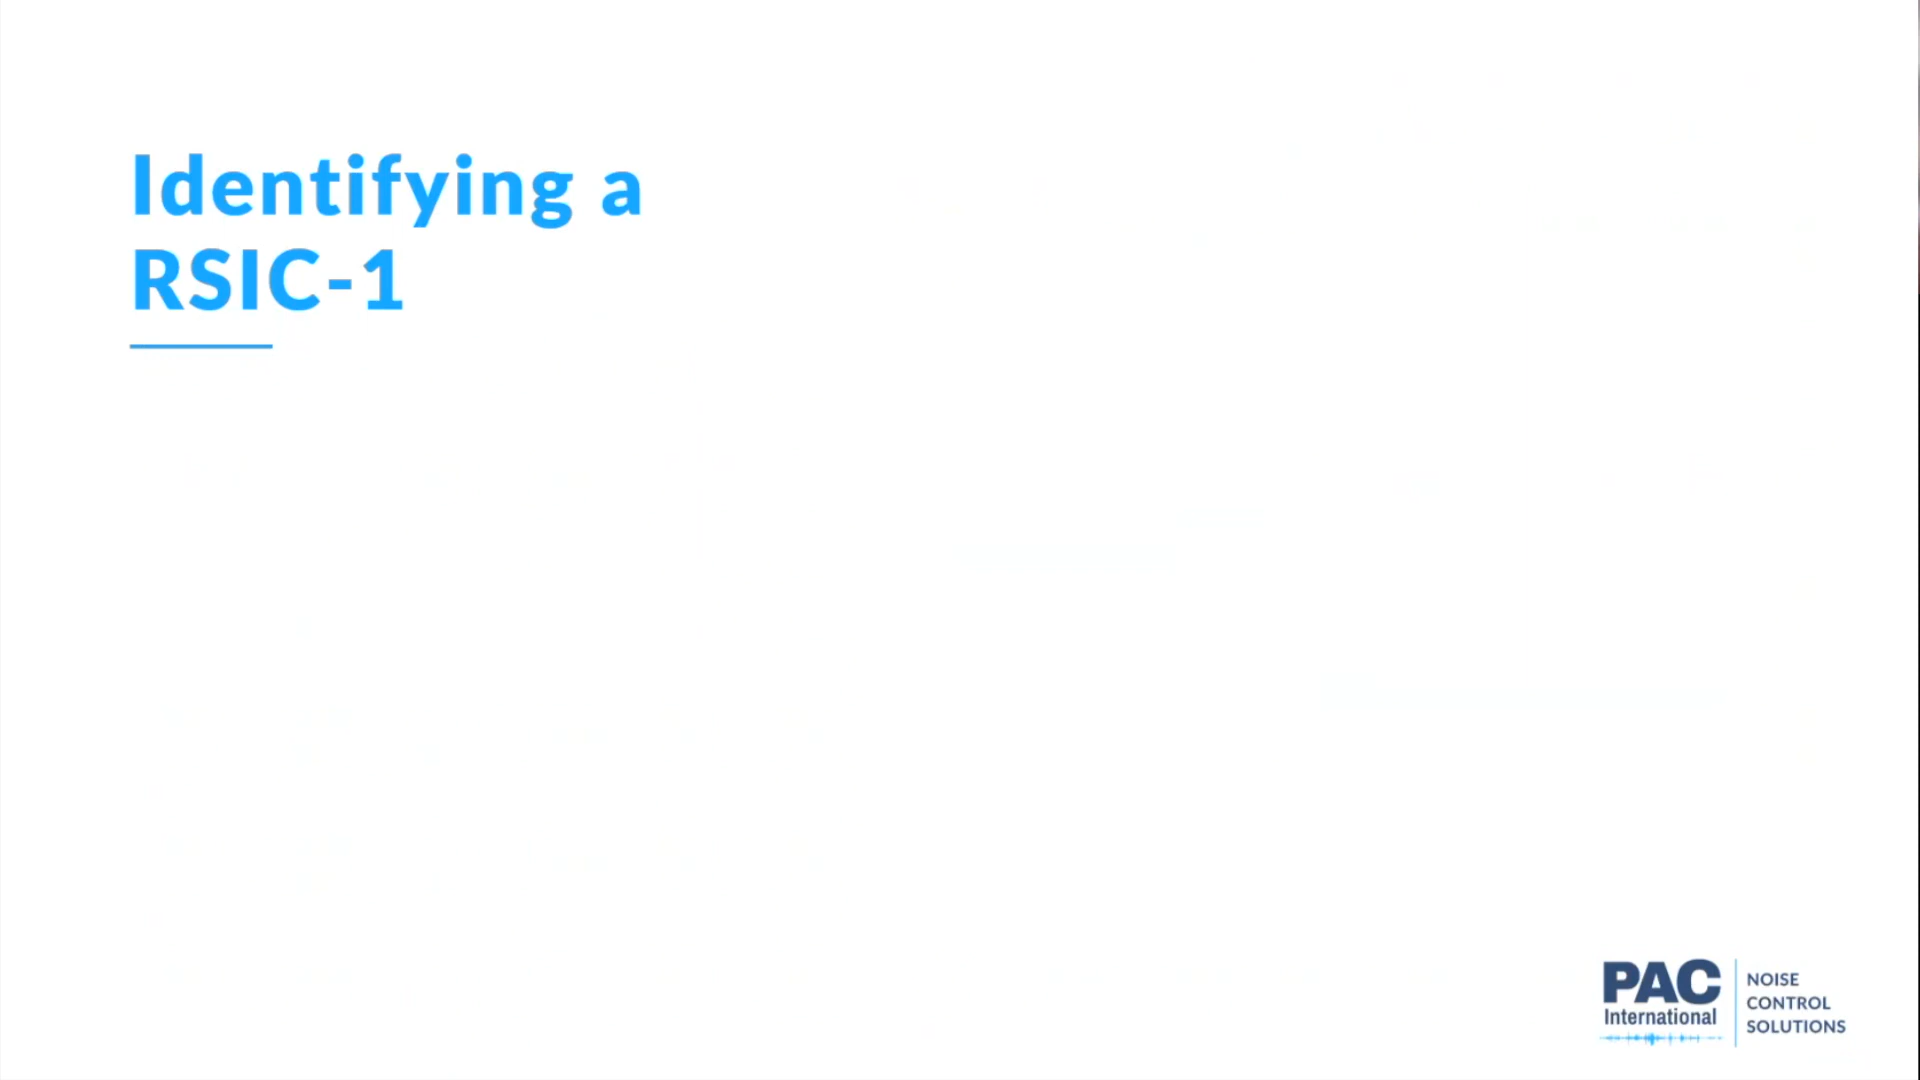 Identifying a
RSIC-1
PAC
International
NOISE
CONTROL
SOLUTIONS